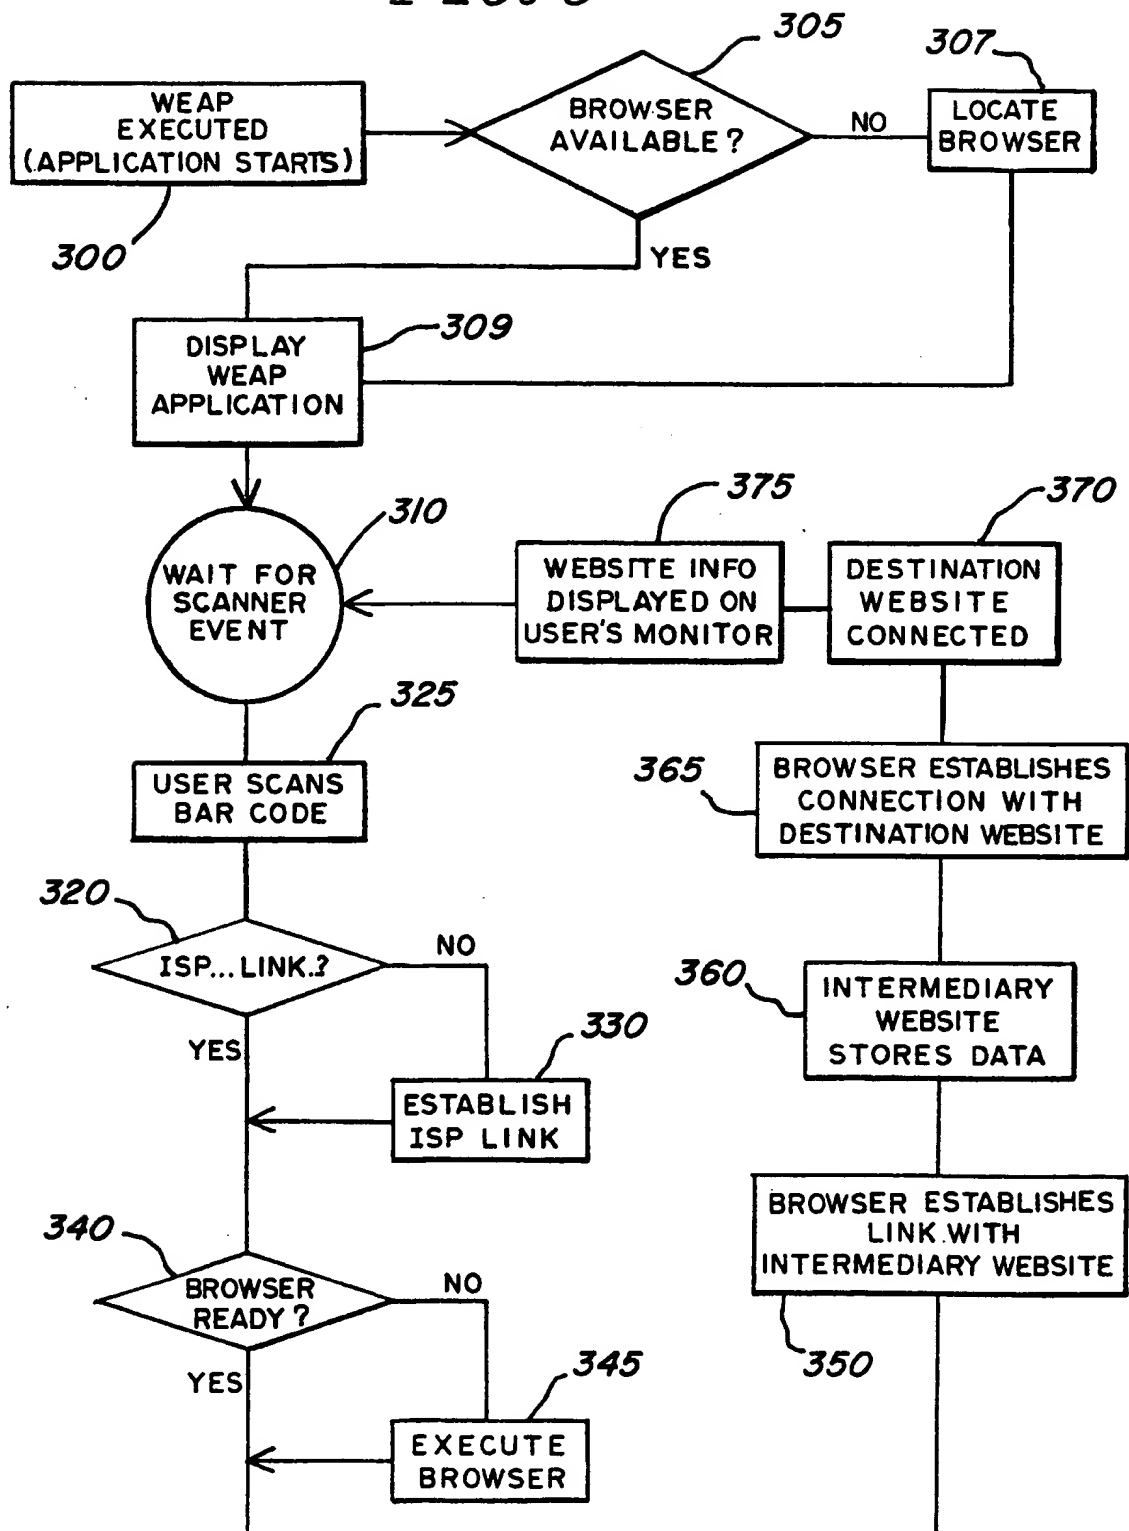 305
307
WEAP
EXECUTED
(APPLICATION STARTS)
BROWSER
AVAILABLE?
NO
LOCATE
BROWSER
300
YES
309
DISPLAY
WEAP
APPLICATION
310
375
370
WAIT FOR
SCANNER
EVENT
WEBSITE INFO
DISPLAYED ON
USER'S MONITOR
DESTINATION
WEBSITE
CONNECTED
325
USER SCANS
BAR CODE
365
BROWSER ESTABLISHES
CONNECTION WITH
DESTINATION WEBSITE
320
ISP...LINK.?
NO
YES
330
ESTABLISH
ISP LINK
360
INTERMEDIARY
WEBSITE
STORES DATA
340
BROWSER
READY?
NO
YES
345
EXECUTE
BROWSER
BROWSER ESTABLISHES
LINK WITH
INTERMEDIARY WEBSITE
350